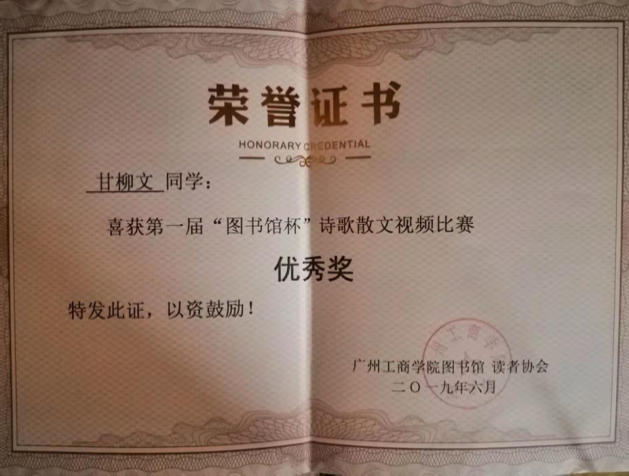 荣誉证书
HONORARY CREDENTIAL
甘柳文 同学：
喜获第一届“图书馆杯”诗歌散文视频比赛
优秀奖
特发此证，以资鼓励！
广州工商学院图书馆 读者协会
二〇一九年六月